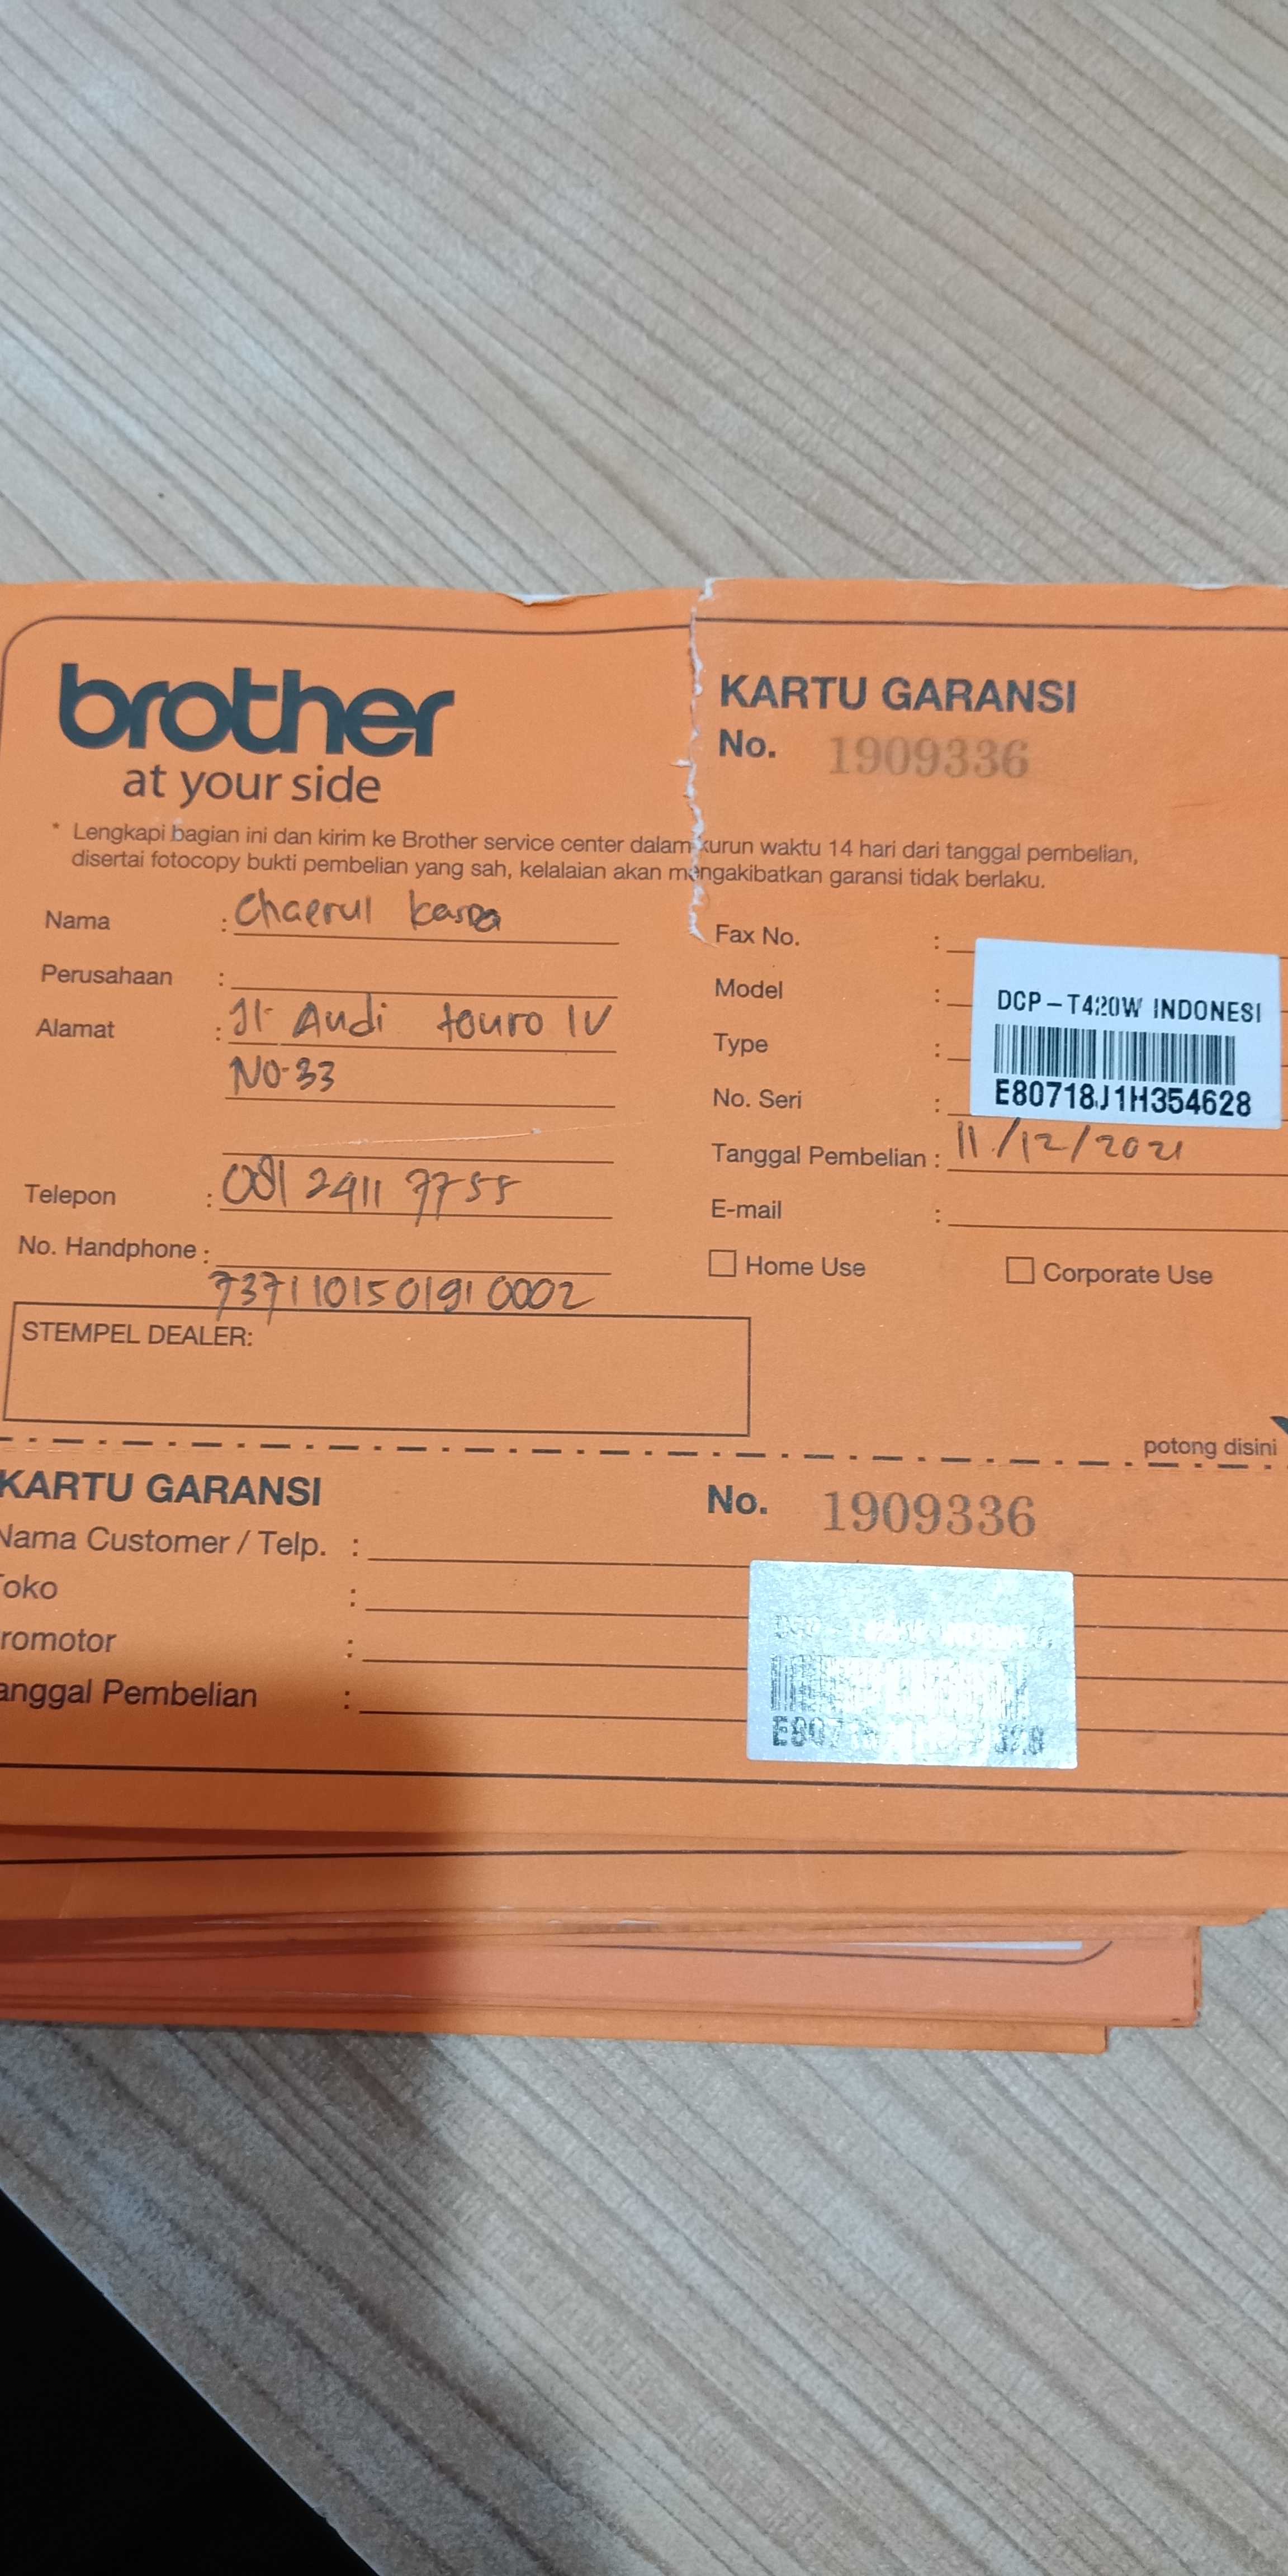 brother
at your side
KARTU GARANSI
No. 1909336
* Lengkapi bagian ini dan kirim ke Brother service center dalam kurun waktu 14 hari dari tanggal pembelian,
disertai fotocopy bukti pembelian yang sah, kelalaian akan mengakibatkan garansi tidak berlaku.
Nama : Chaerul
Perusahaan :
Alamat : Jl. Audi touro IV
NO.33
Telepon : 081 2411 7755
No. Handphone :
7371101501910002
Fax No. :
Model :
DCP-T420W INDONESI
Type :
No. Seri :
E80718J1H354628
Tanggal Pembelian : 11/12/2021
E-mail :
Home Use
Corporate Use
STEMPEL DEALER:
potong disini
KARTU GARANSI
No. 1909336
Nama Customer / Telp. :
oko :
romotor :
anggal Pembelian :